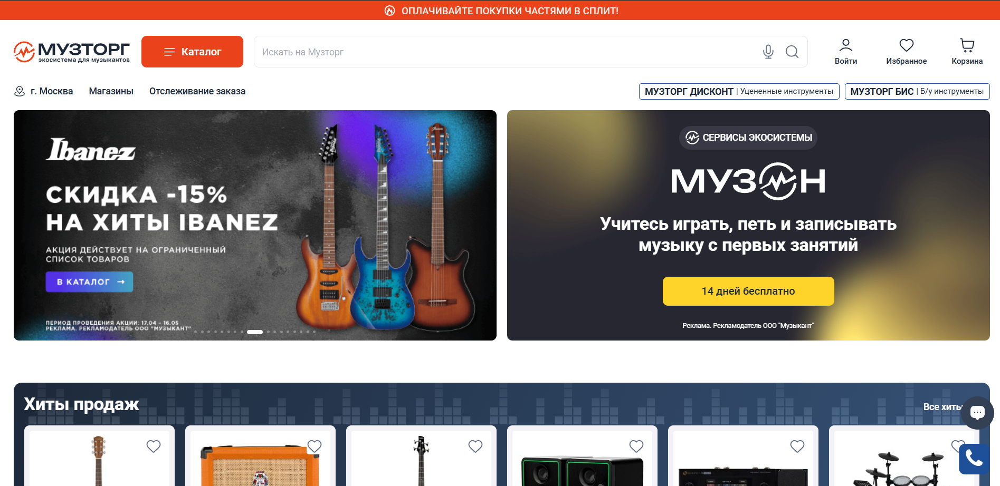 ОПЛАЧИВАЙТЕ ПОКУПКИ ЧАСТЯМИ В СПЛИТ!
МУЗТОРГ
экосистема для музыкантов
Каталог
Искать на Музторг
Войти
Избранное
Корзина
г. Москва
Магазины
Отслеживание заказа
МУЗТОРГ ДИСКОНТ | Уцененные инструменты
МУЗТОРГ БИС | Б/у инструменты
Ibanez
СКИДКА -15%
НА ХИТЫ IBANEZ
АКЦИЯ ДЕЙСТВУЕТ НА ОГРАНИЧЕННЫЙ
СПИСОК ТОВАРОВ
В КАТАЛОГ →
ПЕРИОД ПРОВЕДЕНИЯ АКЦИИ: 17.04 - 16.05
РЕКЛАМА. РЕКЛАМОДАТЕЛЬ ООО "МУЗЫКАНТ"
СЕРВИСЫ ЭКОСИСТЕМЫ
МУЗОН
Учитесь играть, петь и записывать
музыку с первых занятий
14 дней бесплатно
Реклама. Рекламодатель ООО "Музыкант"
Хиты продаж
Все хиты